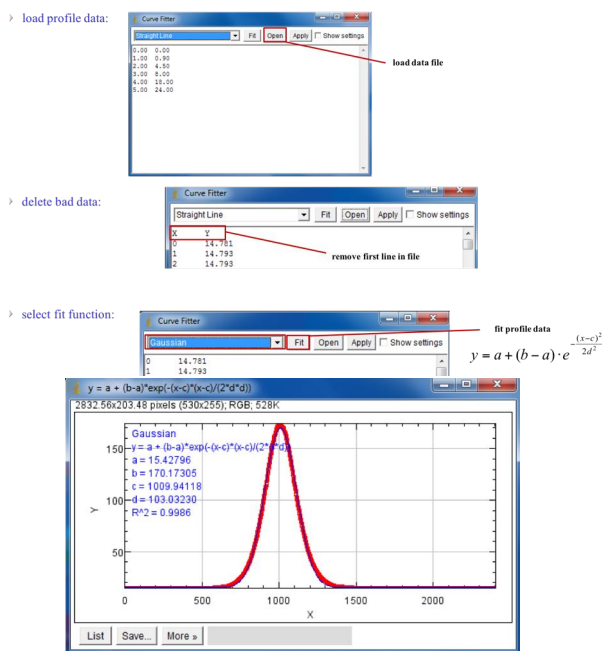 › load profile data:
Curve Fitter
Straight Line Fit Open Apply Show settings
0.00 0.00
1.00 0.90
2.00 4.50
3.00 8.00
4.00 18.00
5.00 24.00
load data file
› delete bad data:
Curve Fitter
Straight Line Fit Open Apply Show settings
X Y
0 14.781
1 14.793
2 14.793
remove first line in file
› select fit function:
Curve Fitter
Gaussian Fit Open Apply Show settings
0 14.781
1 14.793
fit profile data
y = a + (b − a) · e^{−(x−c)²/2d²}
y = a + (b-a)*exp(-(x-c)*(x-c)/(2*d*d))
2832.56x203.48 pixels (530x255); RGB; 528K
Gaussian
y = a + (b-a)*exp(-(x-c)*(x-c)/(2*d*d))
a = 15.42796
b = 170.17305
c = 1009.94118
d = 103.03230
R^2 = 0.9986
150
100
50
Y
0 500 1000 1500 2000
X
List Save... More »